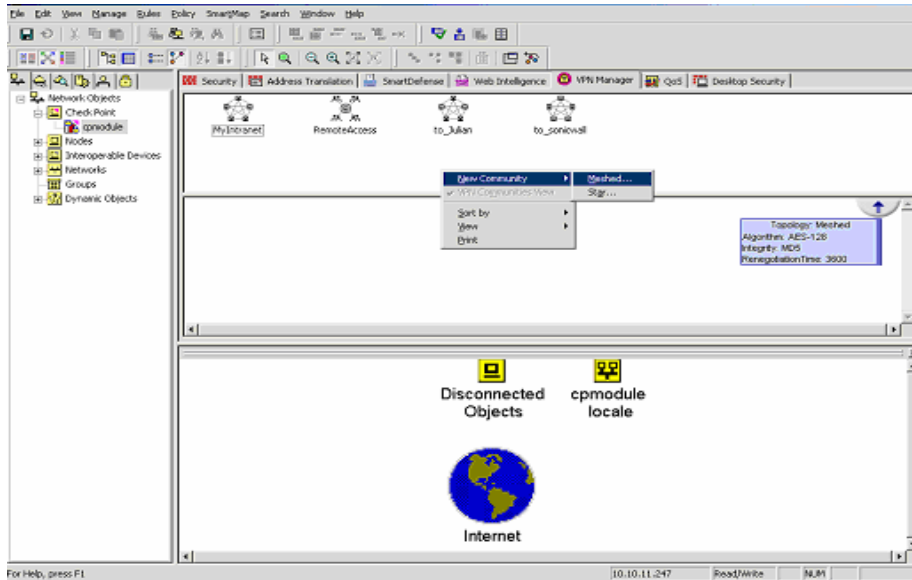 File Edit View Manage Rules Policy SmartMap Search Window Help
Security Address Translation SmartDefense Web Intelligence VPN Manager QoS Desktop Security
Network Objects
Check Point
cpmodule
Nodes
Interoperable Devices
Networks
Groups
Dynamic Objects
MyIntranet RemoteAccess to_Julian to_sonicwall
New Community
VPN Communities View
Sort by
View
Print
Meshed...
Star...
Topology: Meshed
Algorithm: AES-128
Integrity: MD5
RenegotiationTime: 3600
Disconnected
Objects
cpmodule
locale
Internet
For Help, press F1 10.10.11.247 Read/Write NUM